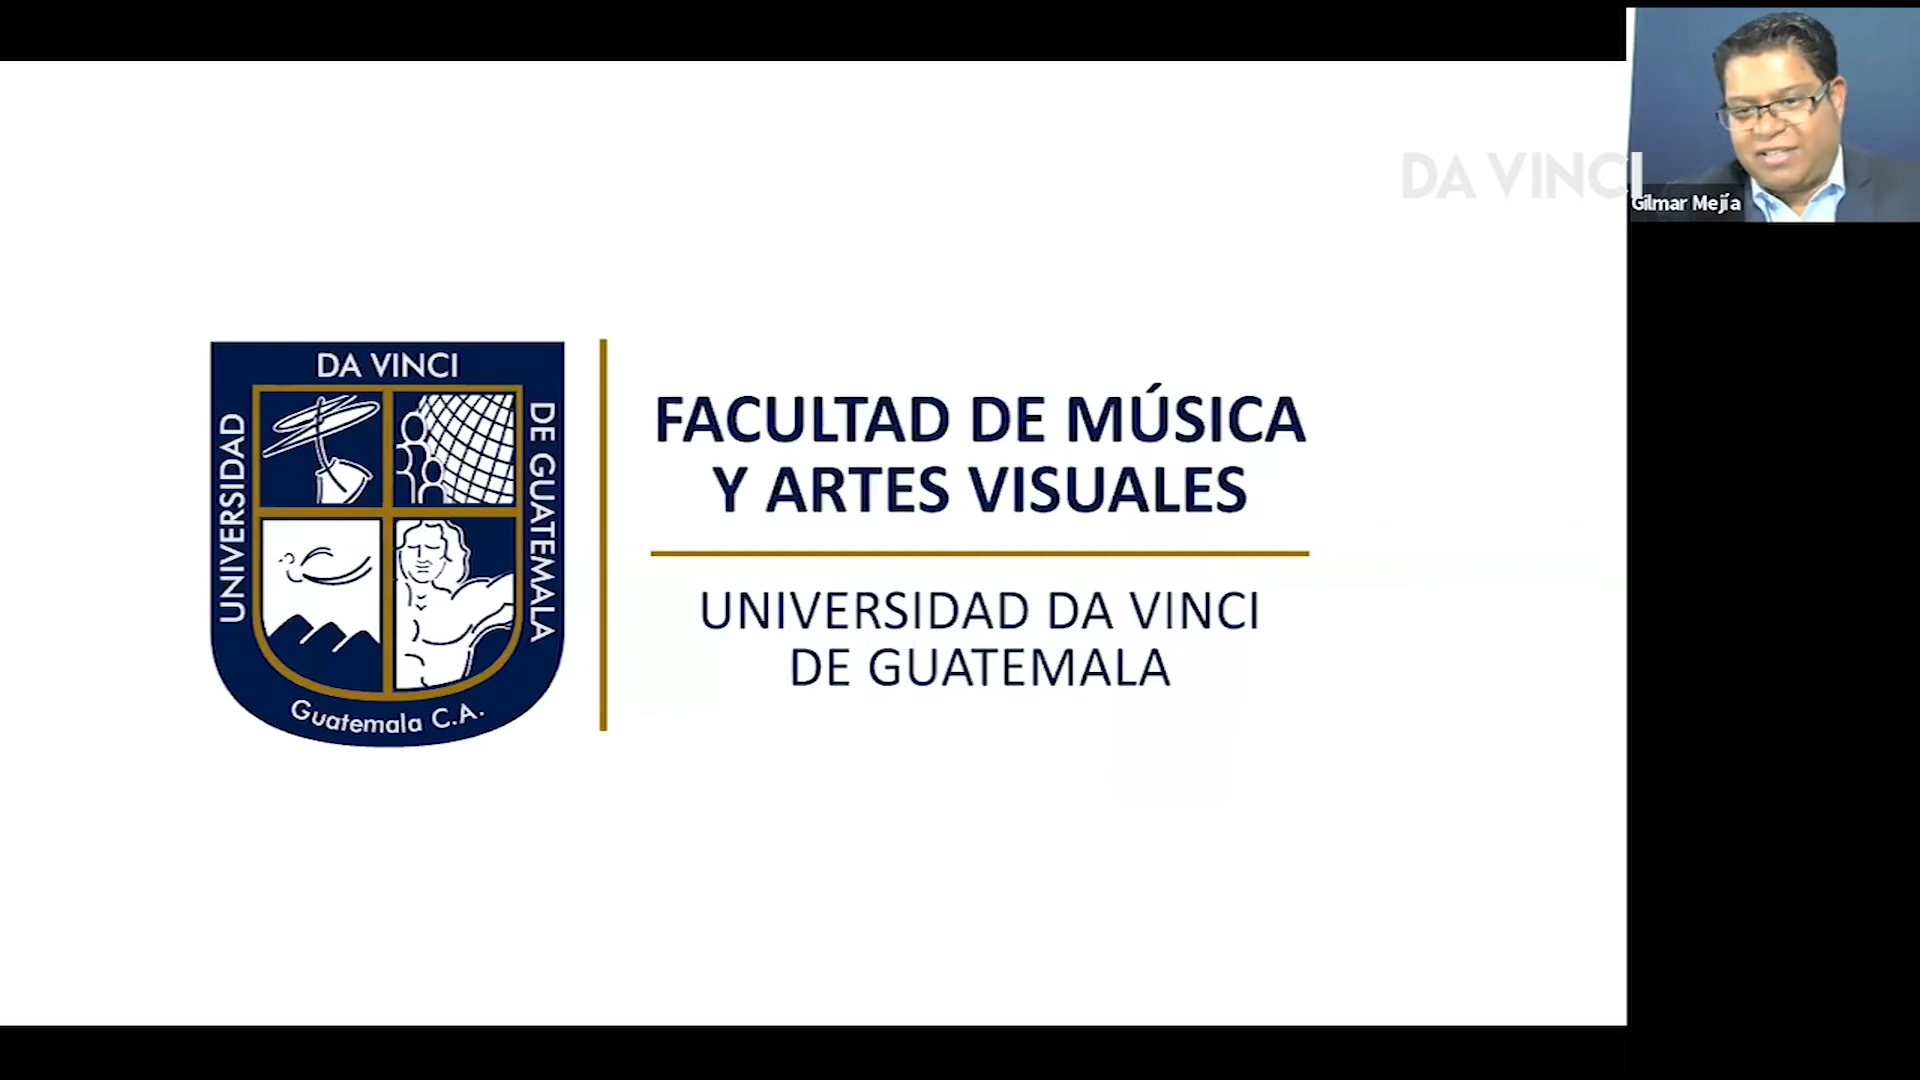 DA VINCI
UNIVERSIDAD
DE GUATEMALA
Guatemala C.A.
FACULTAD DE MÚSICA
Y ARTES VISUALES
UNIVERSIDAD DA VINCI
DE GUATEMALA
DA VINCI
Gilmar Mejía